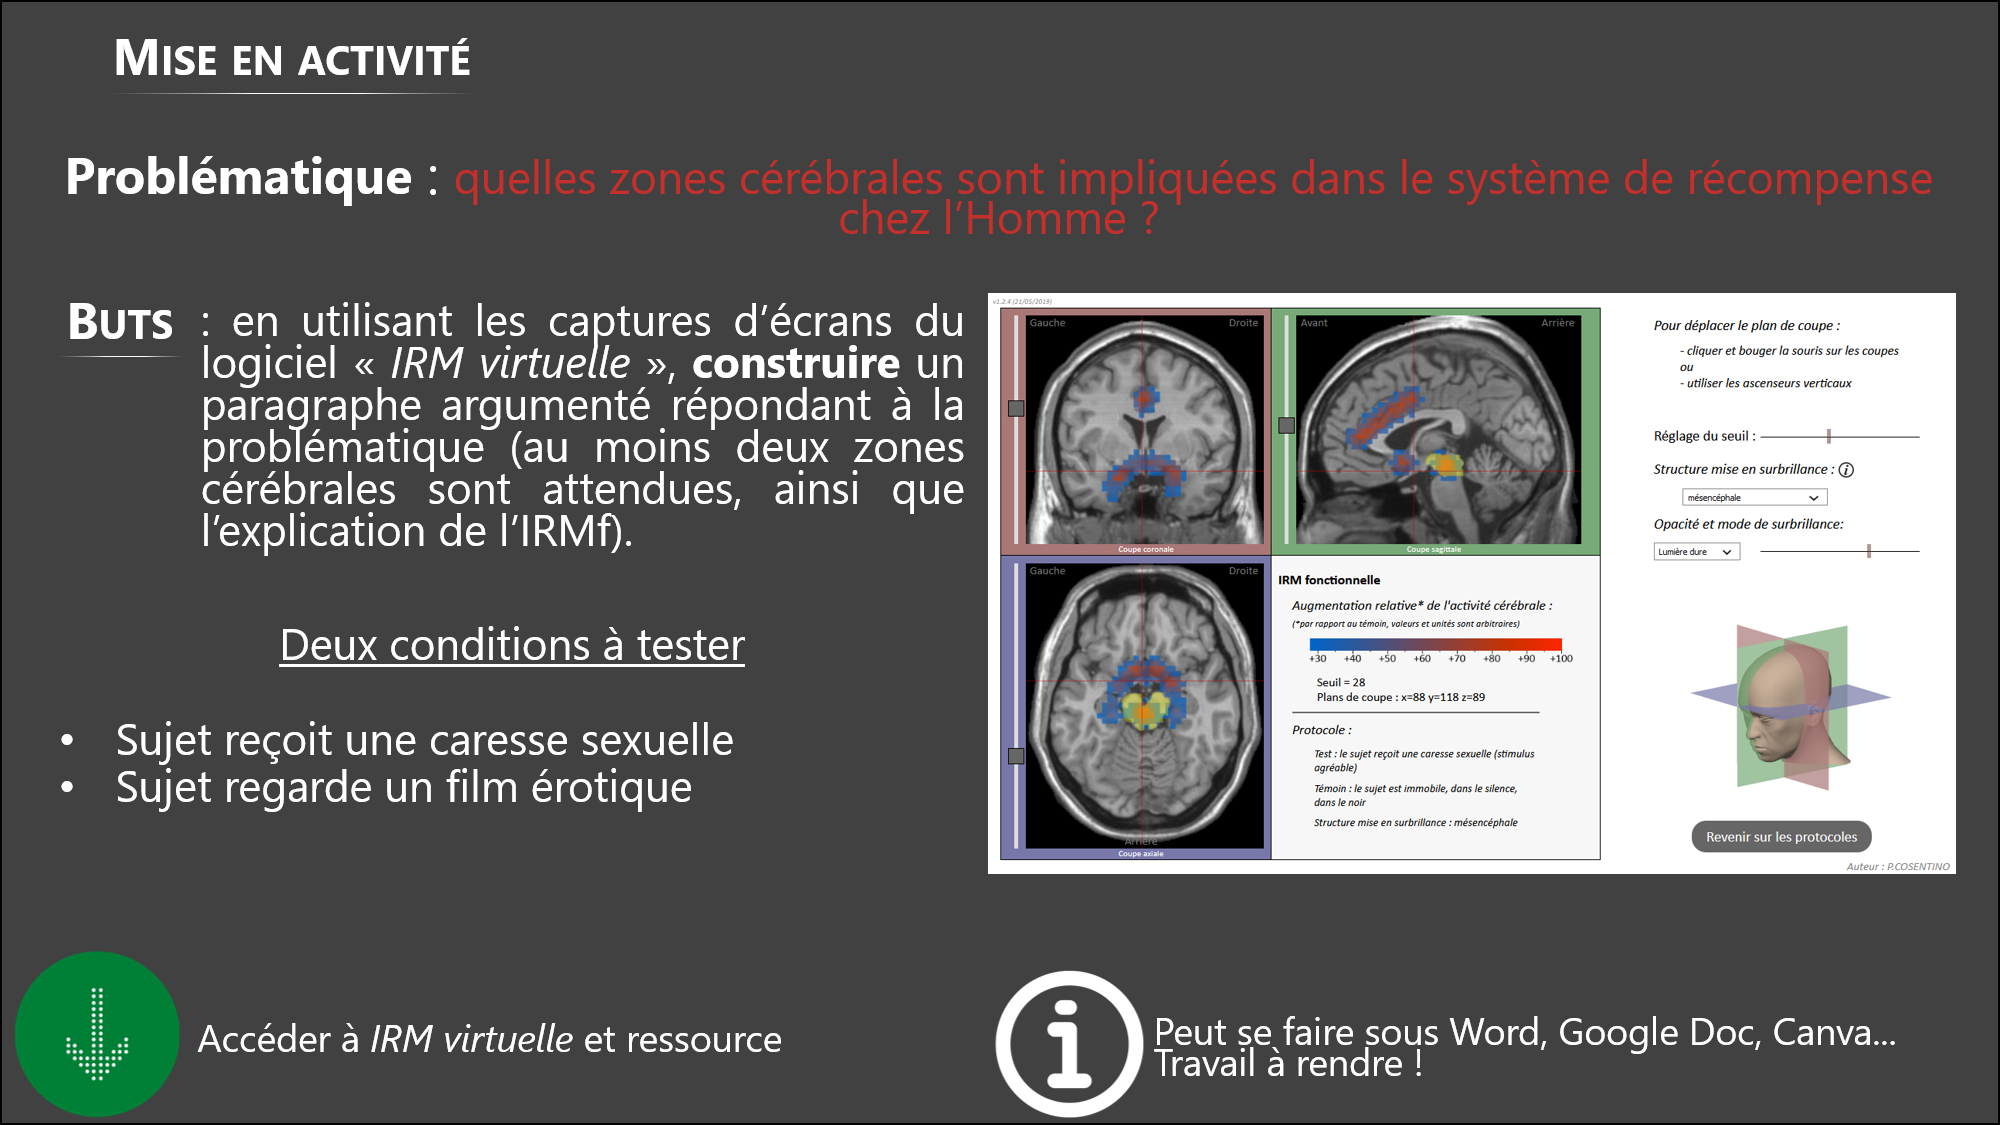 MISE EN ACTIVITÉ
Problématique : quelles zones cérébrales sont impliquées dans le système de récompense
chez l’Homme ?
BUTS : en utilisant les captures d’écrans du
logiciel « IRM virtuelle », construire un
paragraphe argumenté répondant à la
problématique (au moins deux zones
cérébrales sont attendues, ainsi que
l’explication de l’IRMf).
Deux conditions à tester
• Sujet reçoit une caresse sexuelle
• Sujet regarde un film érotique
v1.2.4 (21/05/2019)
Gauche Droite
Coupe coronale
Avant Arrière
Coupe sagittale
Gauche Droite
Arrière
Coupe axiale
IRM fonctionnelle
Augmentation relative* de l'activité cérébrale :
(*par rapport au témoin, valeurs et unités sont arbitraires)
+30 +40 +50 +60 +70 +80 +90 +100
Seuil = 28
Plans de coupe : x=88 y=118 z=89
Protocole :
Test : le sujet reçoit une caresse sexuelle (stimulus
agréable)
Témoin : le sujet est immobile, dans le silence,
dans le noir
Structure mise en surbrillance : mésencéphale
Pour déplacer le plan de coupe :
- cliquer et bouger la souris sur les coupes
ou
- utiliser les ascenseurs verticaux
Réglage du seuil :
Structure mise en surbrillance : i
mésencéphale
Opacité et mode de surbrillance:
Lumière dure
Revenir sur les protocoles
Auteur : P.COSENTINO
Accéder à IRM virtuelle et ressource
i
Peut se faire sous Word, Google Doc, Canva...
Travail à rendre !